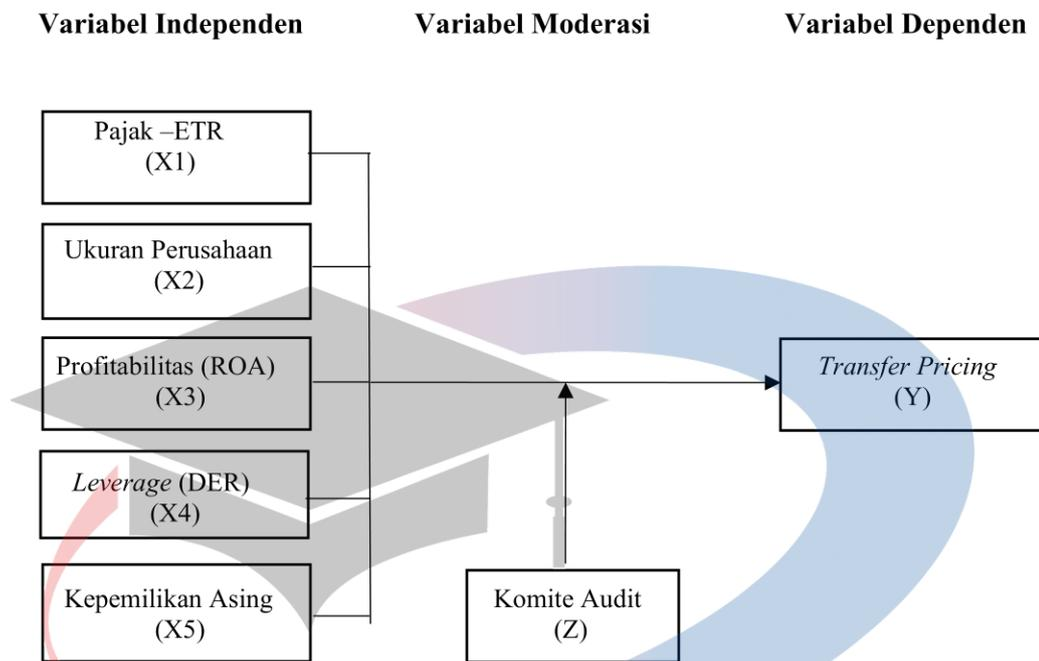 Variabel Independen
Variabel Moderasi
Variabel Dependen
Pajak –ETR
(X1)
Ukuran Perusahaan
(X2)
Profitabilitas (ROA)
(X3)
Leverage (DER)
(X4)
Kepemilikan Asing
(X5)
Komite Audit
(Z)
Transfer Pricing
(Y)